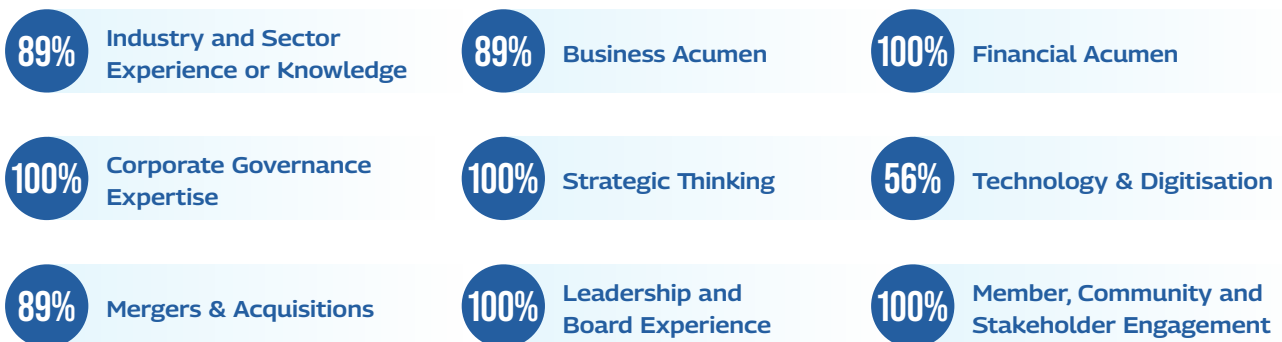 89%
Industry and Sector
Experience or Knowledge
89%
Business Acumen
100%
Financial Acumen
100%
Corporate Governance
Expertise
100%
Strategic Thinking
56%
Technology & Digitisation
89%
Mergers & Acquisitions
100%
Leadership and
Board Experience
100%
Member, Community and
Stakeholder Engagement